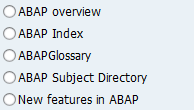 ABAP overview
ABAP Index
ABAPGlossary
ABAP Subject Directory
New features in ABAP